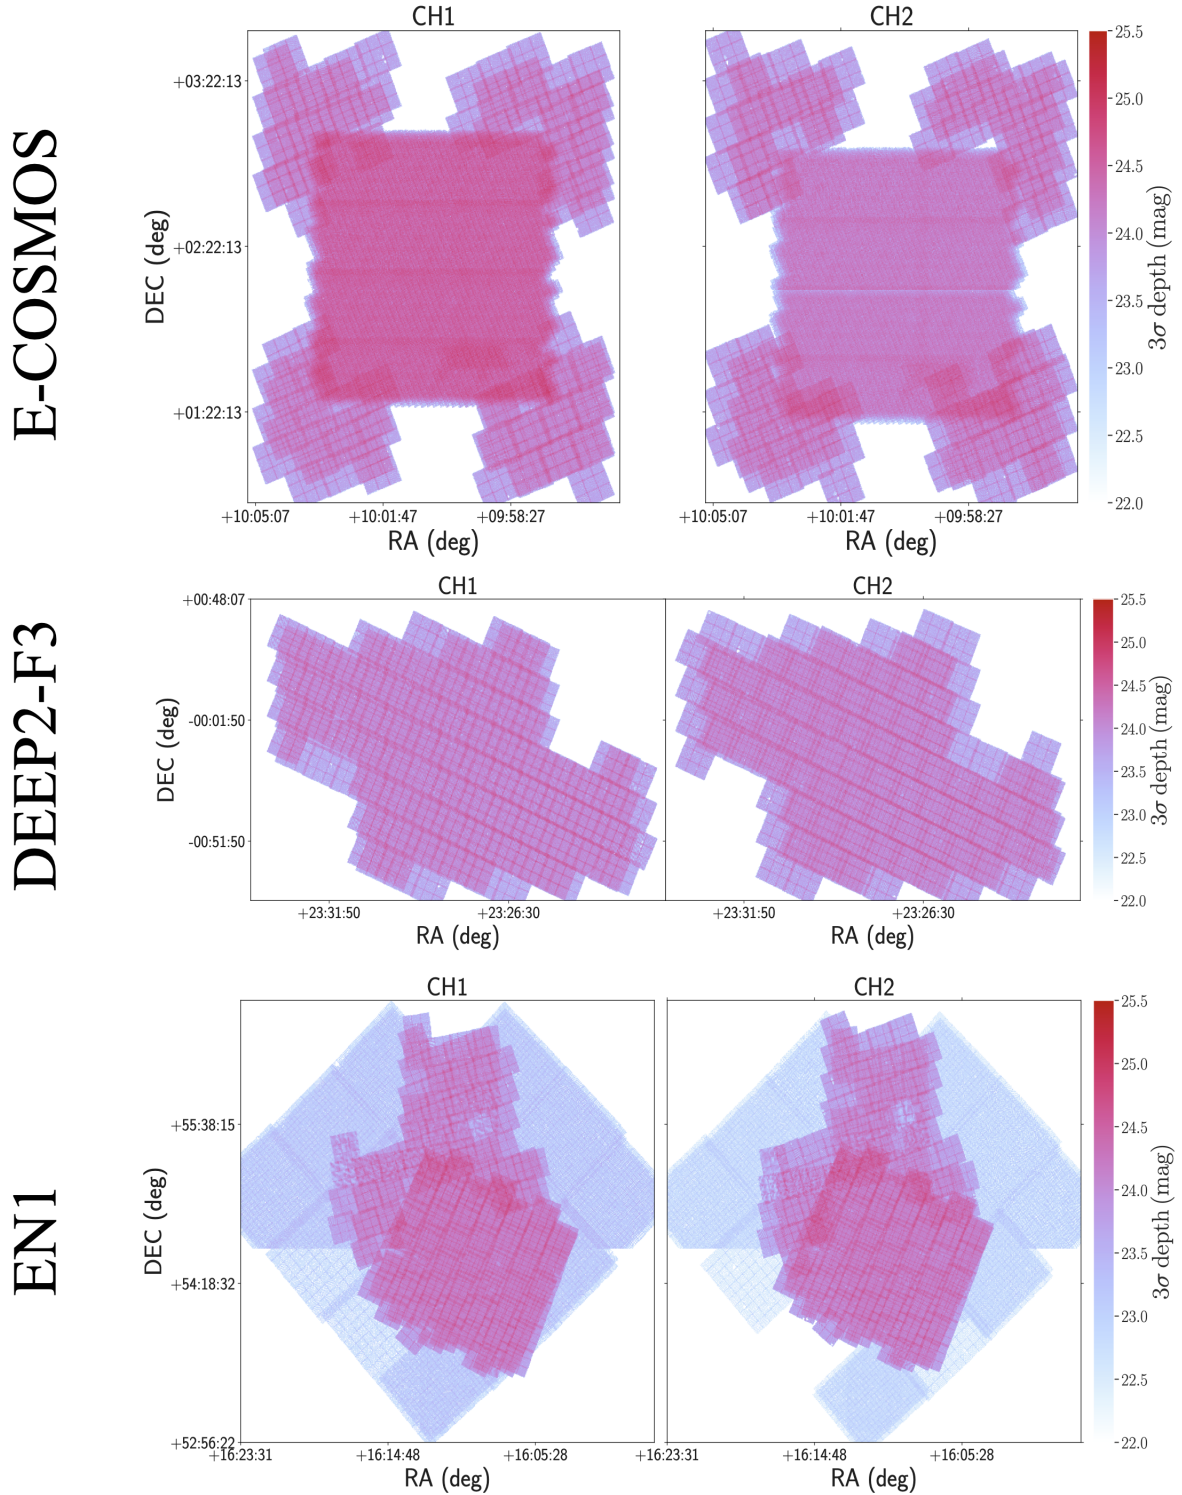 E-COSMOS
CH1
CH2
+03:22:13
+02:22:13
+01:22:13
DEC (deg)
+10:05:07 +10:01:47 +09:58:27
RA (deg)
+10:05:07 +10:01:47 +09:58:27
RA (deg)
25.5
25.0
24.5
24.0
23.5
23.0
22.5
22.0
3σ depth (mag)
DEEP2-F3
CH1
CH2
+00:48:07
-00:01:50
-00:51:50
DEC (deg)
+23:31:50 +23:26:30
RA (deg)
+23:31:50 +23:26:30
RA (deg)
25.5
25.0
24.5
24.0
23.5
23.0
22.5
22.0
3σ depth (mag)
EN1
CH1
CH2
+55:38:15
+54:18:32
+52:56:22
DEC (deg)
+16:23:31 +16:14:48 +16:05:28
RA (deg)
+16:23:31 +16:14:48 +16:05:28
RA (deg)
25.5
25.0
24.5
24.0
23.5
23.0
22.5
22.0
3σ depth (mag)